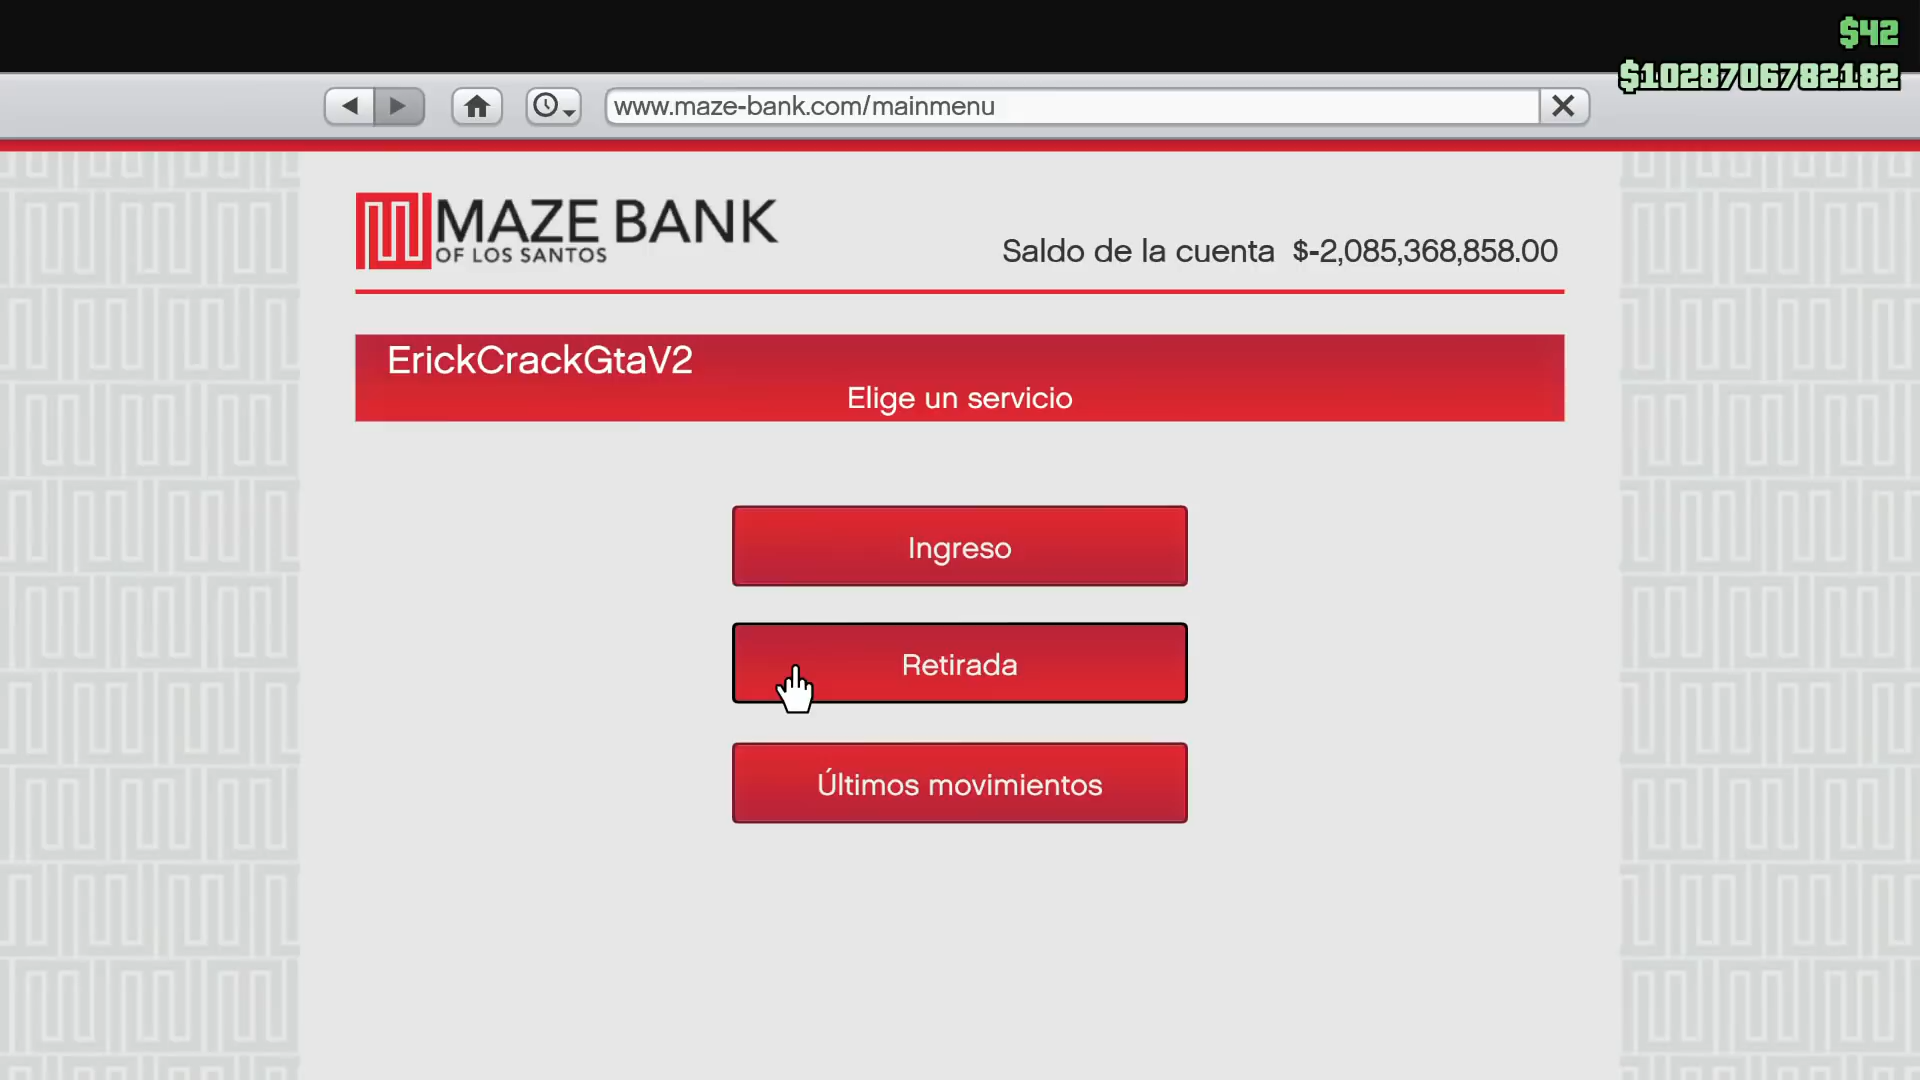 $42
$1028706782182
www.maze-bank.com/mainmenu
MAZE BANK
OF LOS SANTOS
Saldo de la cuenta $-2,085,368,858.00
ErickCrackGtaV2
Elige un servicio
Ingreso
Retirada
Últimos movimientos